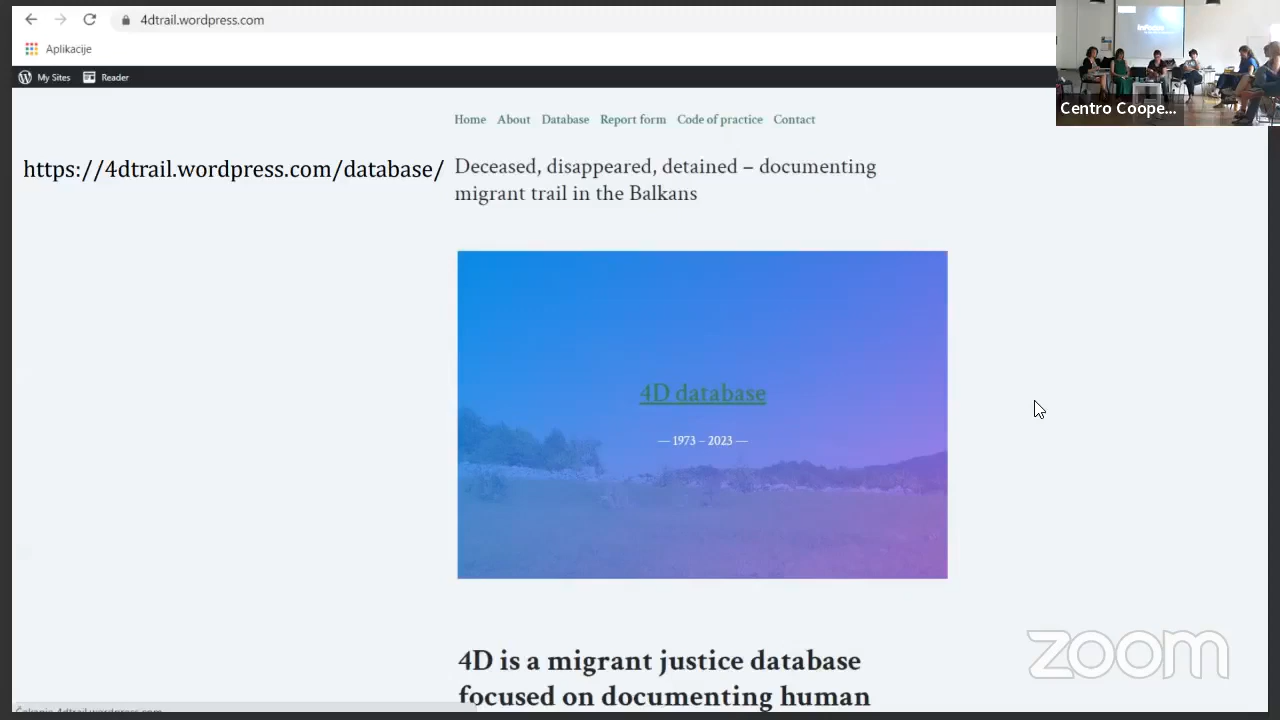 4dtrail.wordpress.com
Aplikacije
My Sites
Reader
Centro Coope...
Home About Database Report form Code of practice Contact
https://4dtrail.wordpress.com/database/
Deceased, disappeared, detained – documenting
migrant trail in the Balkans
4D database
— 1973 – 2023 —
4D is a migrant justice database
focused on documenting human
zoom